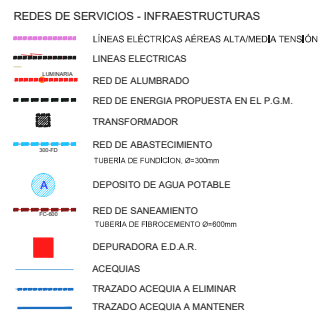 REDES DE SERVICIOS - INFRAESTRUCTURAS
LÍNEAS ELÉCTRICAS AÉREAS ALTA/MEDIA TENSIÓN
LINEAS ELECTRICAS
LUMINARIA
RED DE ALUMBRADO
RED DE ENERGIA PROPUESTA EN EL P.G.M.
TRANSFORMADOR
RED DE ABASTECIMIENTO
300-FD
TUBERÍA DE FUNDICIÓN, Ø=300mm
A DEPOSITO DE AGUA POTABLE
RED DE SANEAMIENTO
FC-600
TUBERIA DE FIBROCEMENTO Ø=600mm
DEPURADORA E.D.A.R.
ACEQUIAS
TRAZADO ACEQUIA A ELIMINAR
TRAZADO ACEQUIA A MANTENER